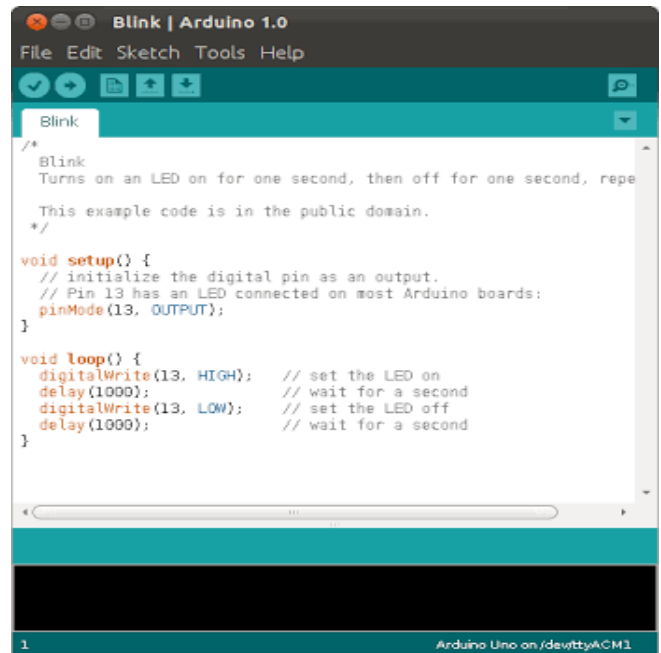 Blink | Arduino 1.0
File Edit Sketch Tools Help
Blink
/*
  Blink
  Turns on an LED on for one second, then off for one second, repe

  This example code is in the public domain.
 */

void setup() {
  // initialize the digital pin as an output.
  // Pin 13 has an LED connected on most Arduino boards:
  pinMode(13, OUTPUT);
}

void loop() {
  digitalWrite(13, HIGH);   // set the LED on
  delay(1000);              // wait for a second
  digitalWrite(13, LOW);    // set the LED off
  delay(1000);              // wait for a second
}
1 Arduino Uno on /dev/ttyACM1